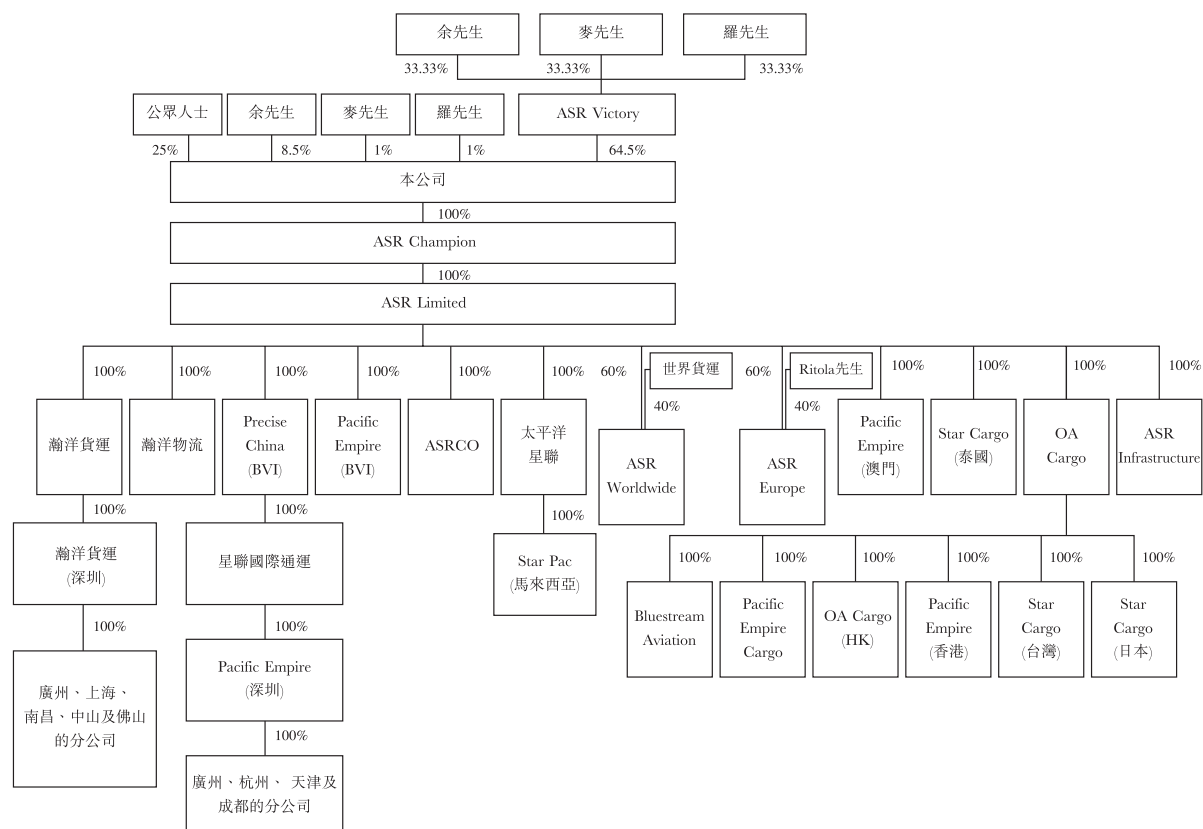 余先生
麥先生
羅先生
33.33%
33.33%
33.33%
公眾人士
余先生
麥先生
羅先生
ASR Victory
25%
8.5%
1%
1%
64.5%
本公司
100%
ASR Champion
100%
ASR Limited
100%
100%
100%
100%
100%
100%
60%
世界貨運
60%
Ritola先生
100%
100%
100%
100%
40%
40%
瀚洋貨運
瀚洋物流
Precise
China
(BVI)
Pacific
Empire
(BVI)
ASRCO
太平洋
星聯
ASR
Worldwide
ASR
Europe
Pacific
Empire
(澳門)
Star Cargo
(泰國)
OA
Cargo
ASR
Infrastructure
100%
100%
100%
瀚洋貨運
(深圳)
星聯國際通運
Star Pac
(馬來西亞)
100%
100%
100%
100%
100%
100%
Bluestream
Aviation
Pacific
Empire
Cargo
OA Cargo
(HK)
Pacific
Empire
(香港)
Star
Cargo
(台灣)
Star
Cargo
(日本)
100%
100%
廣州、上海、
南昌、中山及佛山
的分公司
Pacific Empire
(深圳)
100%
廣州、杭州、 天津及
成都的分公司